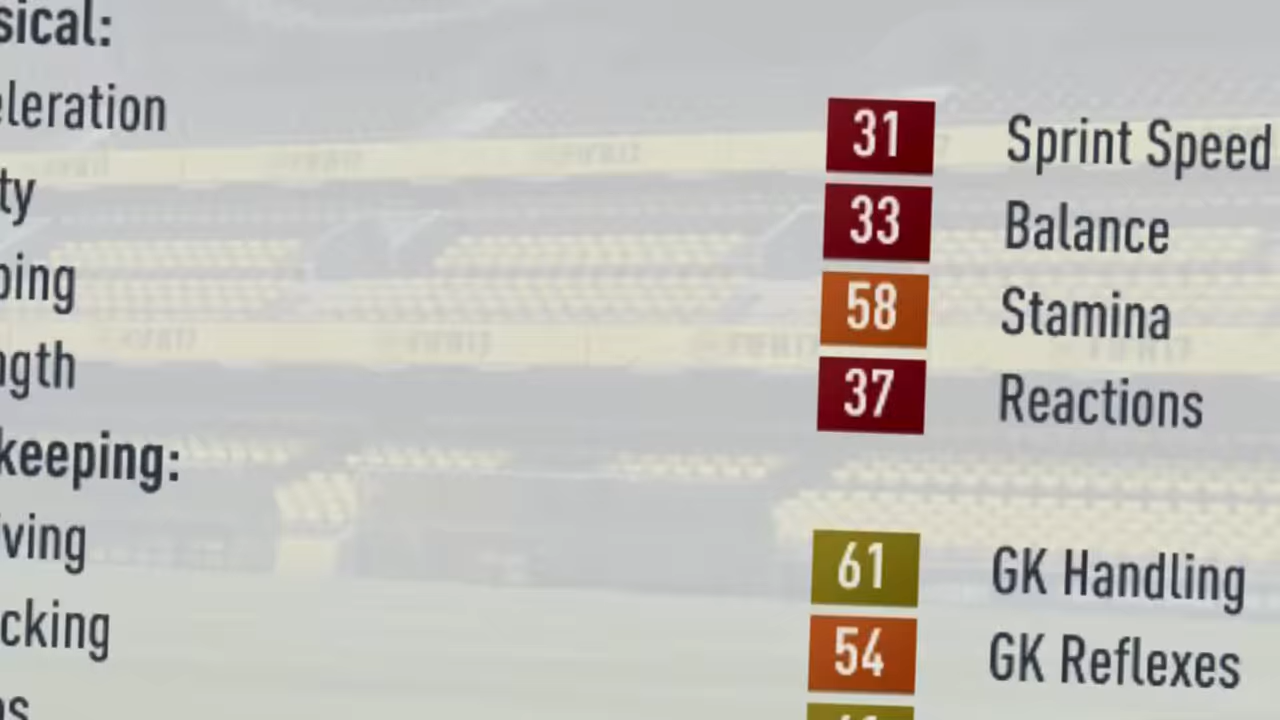 sical:
eleration 31 Sprint Speed
ty 33 Balance
ping 58 Stamina
ngth 37 Reactions
keeping:
iving 61 GK Handling
cking 54 GK Reflexes